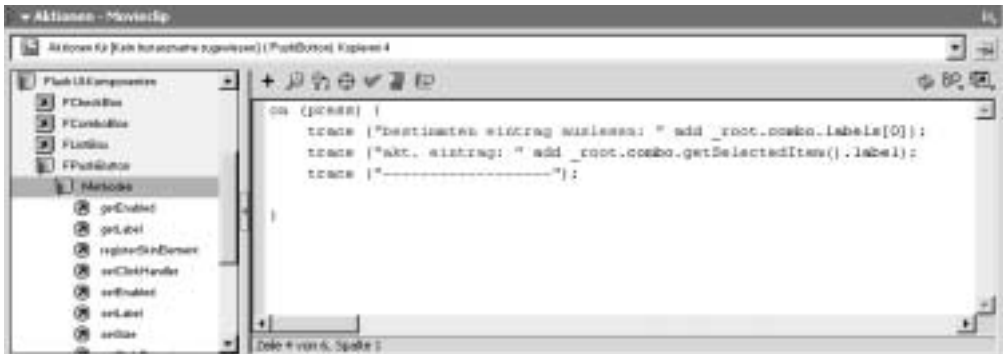 Aktionen - Movieclip
Aktionen für [Kein Instanzname zugewiesen] (PushButton) Kopieren 4
Flash UI Komponenten
FCheckBox
FComboBox
FListBox
FPushButton
Methoden
getEnabled
getLabel
registerSkinElement
setClickHandler
setEnabled
setLabel
setSize
on (press) {
trace ("bestimmten eintrag auslesen: " add _root.combo.labels[0]);
trace ("akt. eintrag: " add _root.combo.getSelectedItem().label);
trace ("-------------------");
}
Zeile 4 von 6, Spalte 1